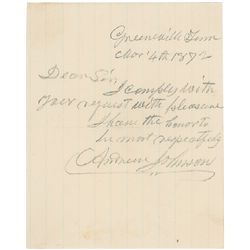 Greeneville Tenn
Nov 4th 1872
Dear Sir,
I comply with
your request with pleasure
I have the honor to
be most respectfully
Andrew Johnson